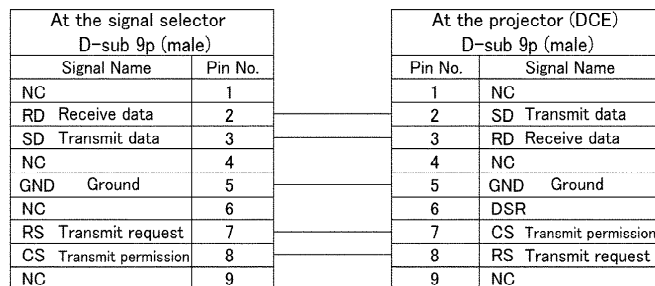 At the signal selector At the projector (DCE)
D-sub 9p (male) D-sub 9p (male)
Signal Name Pin No. Pin No. Signal Name
NC 1 1 NC
RD Receive data 2 2 SD Transmit data
SD Transmit data 3 3 RD Receive data
NC 4 4 NC
GND Ground 5 5 GND Ground
NC 6 6 DSR
RS Transmit request 7 7 CS Transmit permission
CS Transmit permission 8 8 RS Transmit request
NC 9 9 NC